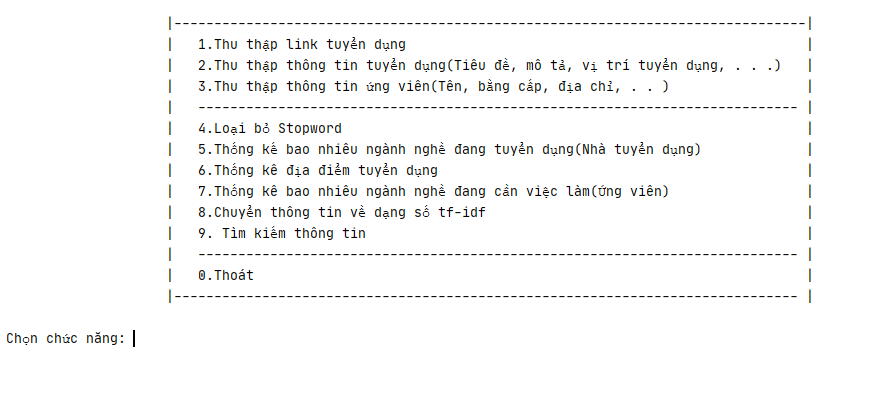 1.Thu thập link tuyển dụng
2.Thu thập thông tin tuyển dụng(Tiêu đề, mô tả, vị trí tuyển dụng, . . .)
3.Thu thập thông tin ứng viên(Tên, bằng cấp, địa chỉ, . . )
4.Loại bỏ Stopword
5.Thống kế bao nhiêu ngành nghề đang tuyển dụng(Nhà tuyển dụng)
6.Thống kê địa điểm tuyển dụng
7.Thống kê bao nhiêu ngành nghề đang cần việc làm(Ứng viên)
8.Chuyển thông tin về dạng số tf-idf
9. Tìm kiếm thông tin
0.Thoát
Chọn chức năng: